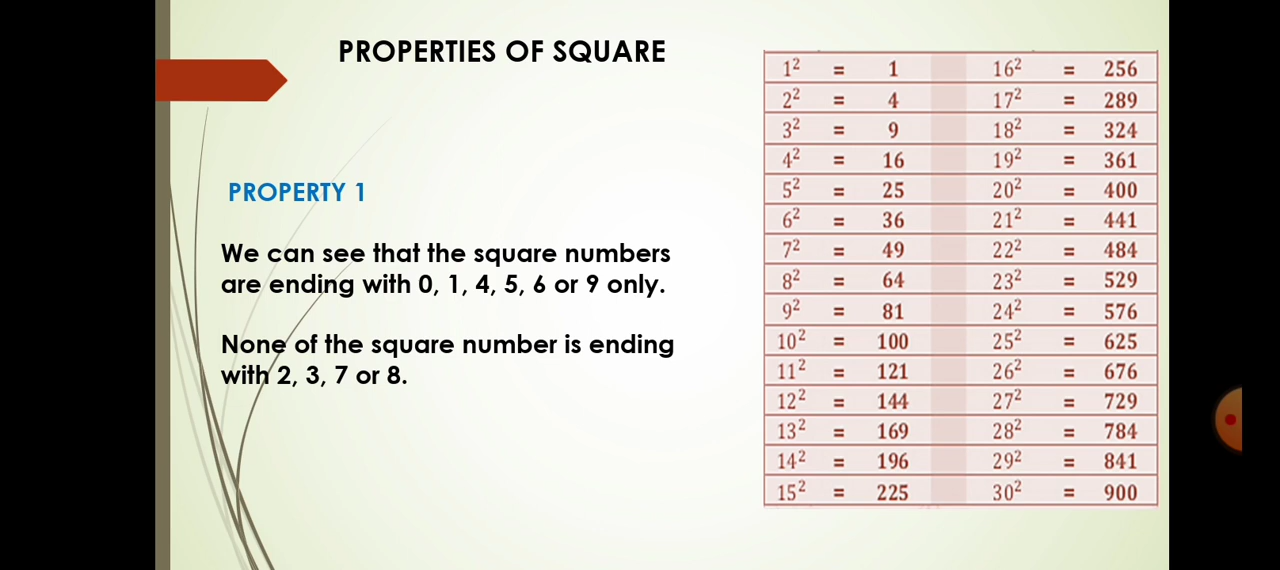 PROPERTIES OF SQUARE
PROPERTY 1
We can see that the square numbers
are ending with 0, 1, 4, 5, 6 or 9 only.
None of the square number is ending
with 2, 3, 7 or 8.
1² = 1 16² = 256
2² = 4 17² = 289
3² = 9 18² = 324
4² = 16 19² = 361
5² = 25 20² = 400
6² = 36 21² = 441
7² = 49 22² = 484
8² = 64 23² = 529
9² = 81 24² = 576
10² = 100 25² = 625
11² = 121 26² = 676
12² = 144 27² = 729
13² = 169 28² = 784
14² = 196 29² = 841
15² = 225 30² = 900